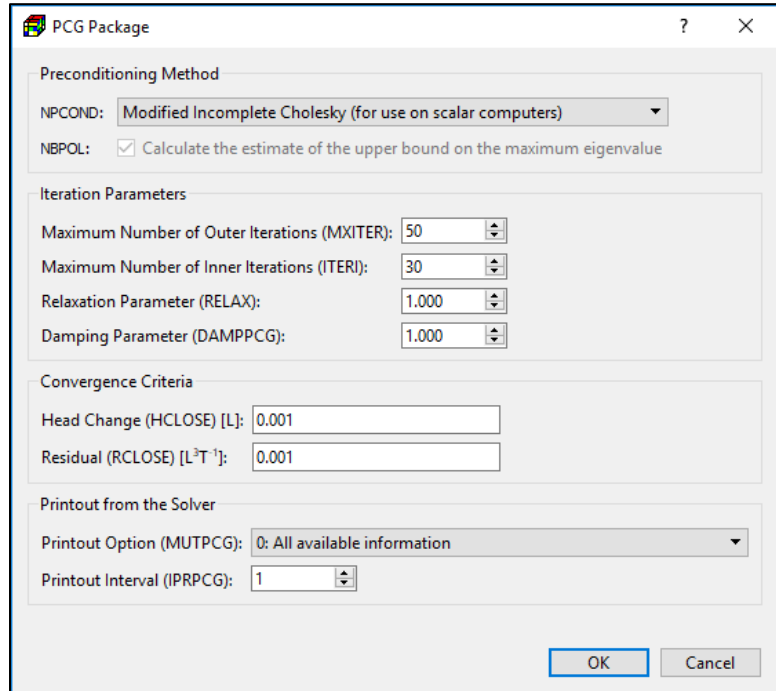 PCG Package
Preconditioning Method
NPCOND: Modified Incomplete Cholesky (for use on scalar computers)
NBPOL: Calculate the estimate of the upper bound on the maximum eigenvalue
Iteration Parameters
Maximum Number of Outer Iterations (MXITER): 50
Maximum Number of Inner Iterations (ITERI): 30
Relaxation Parameter (RELAX): 1.000
Damping Parameter (DAMPPCG): 1.000
Convergence Criteria
Head Change (HCLOSE) [L]: 0.001
Residual (RCLOSE) [L³T⁻¹]: 0.001
Printout from the Solver
Printout Option (MUTPCG): 0: All available information
Printout Interval (IPRPCG): 1
OK Cancel